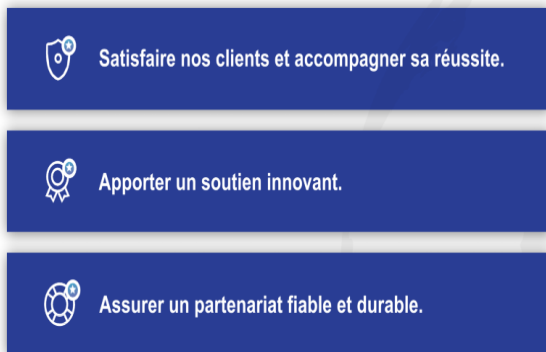 Satisfaire nos clients et accompagner sa réussite.
Apporter un soutien innovant.
Assurer un partenariat fiable et durable.